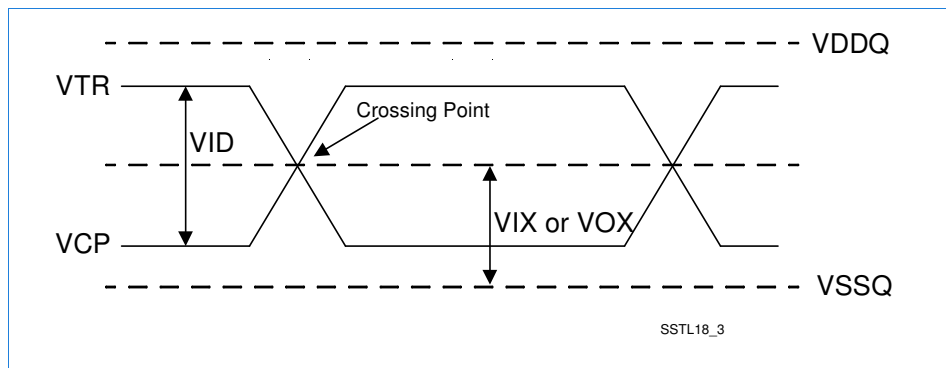 VDDQ
VTR
Crossing Point
VID
VIX or VOX
VCP
VSSQ
SSTL18_3